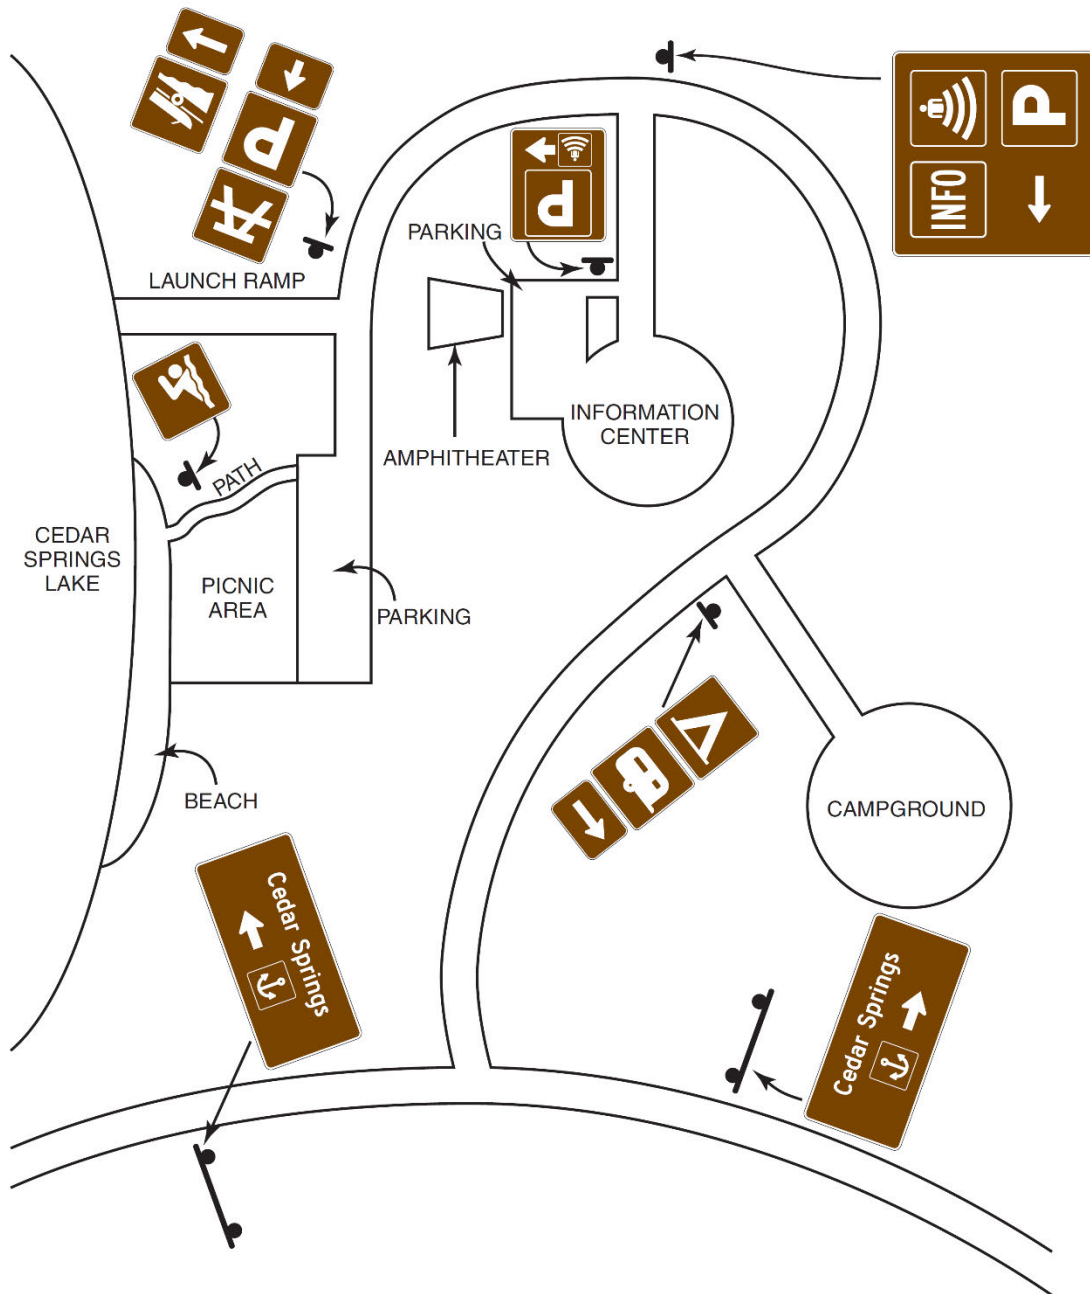 P
P
P
INFO
LAUNCH RAMP
PARKING
AMPHITHEATER
INFORMATION
CENTER
PATH
CEDAR
SPRINGS
LAKE
PICNIC
AREA
PARKING
BEACH
CAMPGROUND
Cedar Springs
Cedar Springs